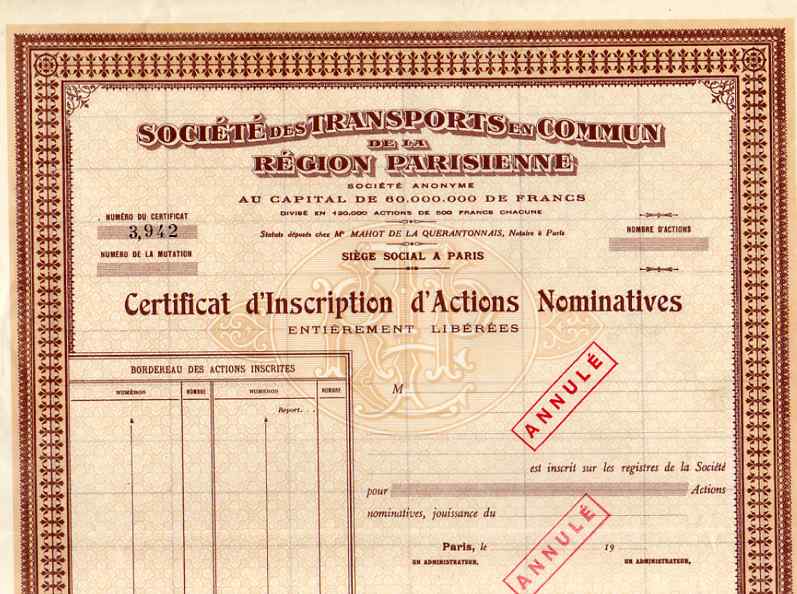 SOCIÉTÉ DES TRANSPORTS EN COMMUN
DE LA
RÉGION PARISIENNE
SOCIÉTÉ ANONYME
AU CAPITAL DE 60.000.000 DE FRANCS
DIVISÉ EN 120.000 ACTIONS DE 500 FRANCS CHACUNE
Statuts déposés chez Me MAHOT DE LA QUERANTONNAIS, Notaire à Paris
SIÈGE SOCIAL A PARIS
NUMÉRO DU CERTIFICAT
3,942
NUMÉRO DE LA MUTATION
NOMBRE D'ACTIONS
Certificat d'Inscription d'Actions Nominatives
ENTIÈREMENT LIBÉRÉES
BORDEREAU DES ACTIONS INSCRITES
NUMÉROS NOMBRE NUMÉROS NOMBRE
Report. . .
M
ANNULÉ
est inscrit sur les registres de la Société
pour Actions
nominatives, jouissance du
ANNULÉ
Paris, le 19
UN ADMINISTRATEUR, UN ADMINISTRATEUR,